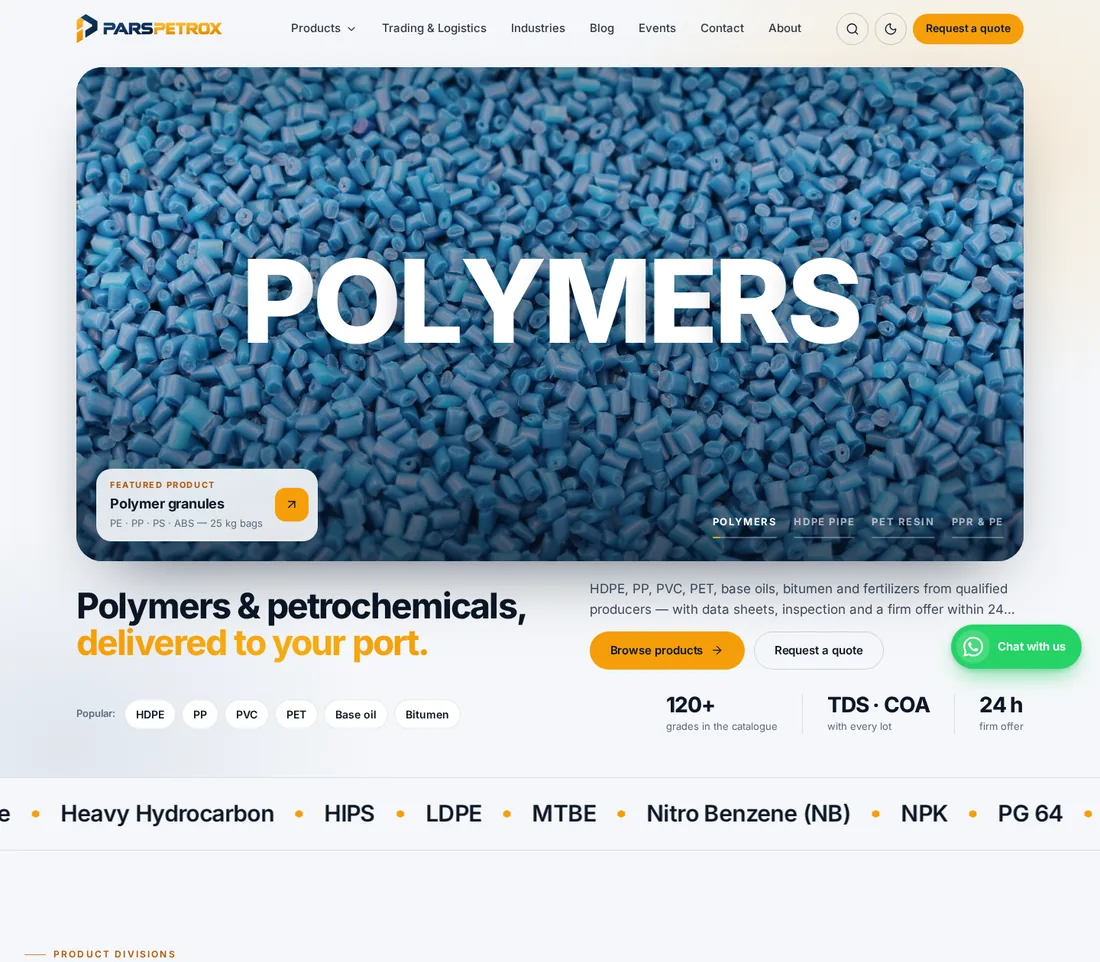 PARSPETROX
Products
Trading & Logistics
Industries
Blog
Events
Contact
About
Request a quote
POLYMERS
FEATURED PRODUCT
Polymer granules
PE · PP · PS · ABS — 25 kg bags
POLYMERS
HDPE PIPE
PET RESIN
PPR & PE
Polymers & petrochemicals,
delivered to your port.
HDPE, PP, PVC, PET, base oils, bitumen and fertilizers from qualified
producers — with data sheets, inspection and a firm offer within 24…
Browse products
Request a quote
Chat with us
Popular:
HDPE
PP
PVC
PET
Base oil
Bitumen
120+
grades in the catalogue
TDS · COA
with every lot
24 h
firm offer
e • Heavy Hydrocarbon • HIPS • LDPE • MTBE • Nitro Benzene (NB) • NPK • PG 64 •
PRODUCT DIVISIONS